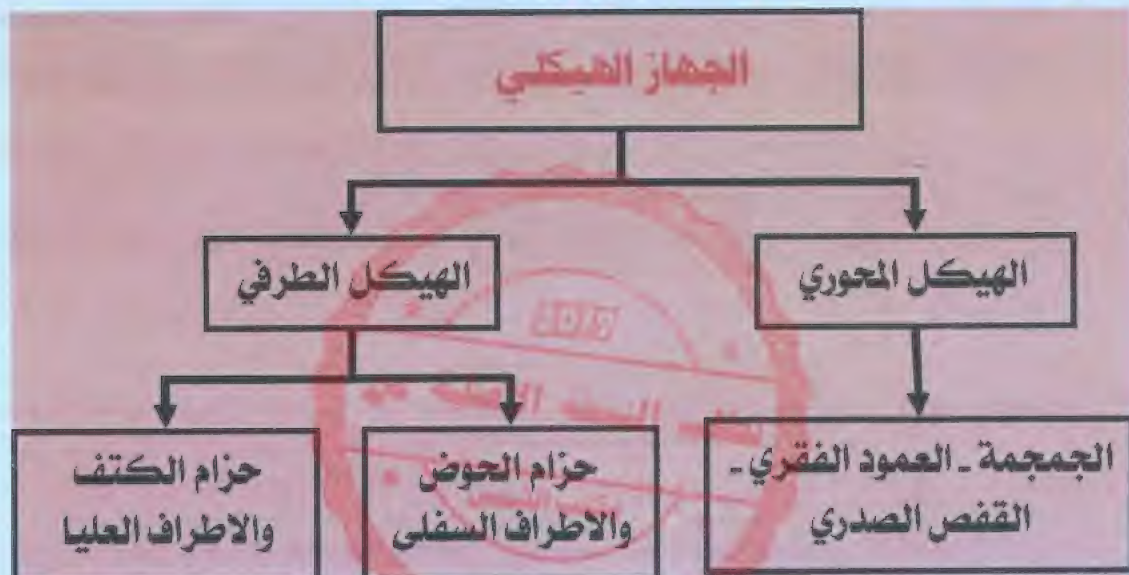 الجهاز الهيكلي
الهيكل المحوري
الهيكل الطرفي
الجمجمة ـ العمود الفقري ـ
القفص الصدري
حزام الحوض
والاطراف السفلى
حزام الكتف
والاطراف العليا